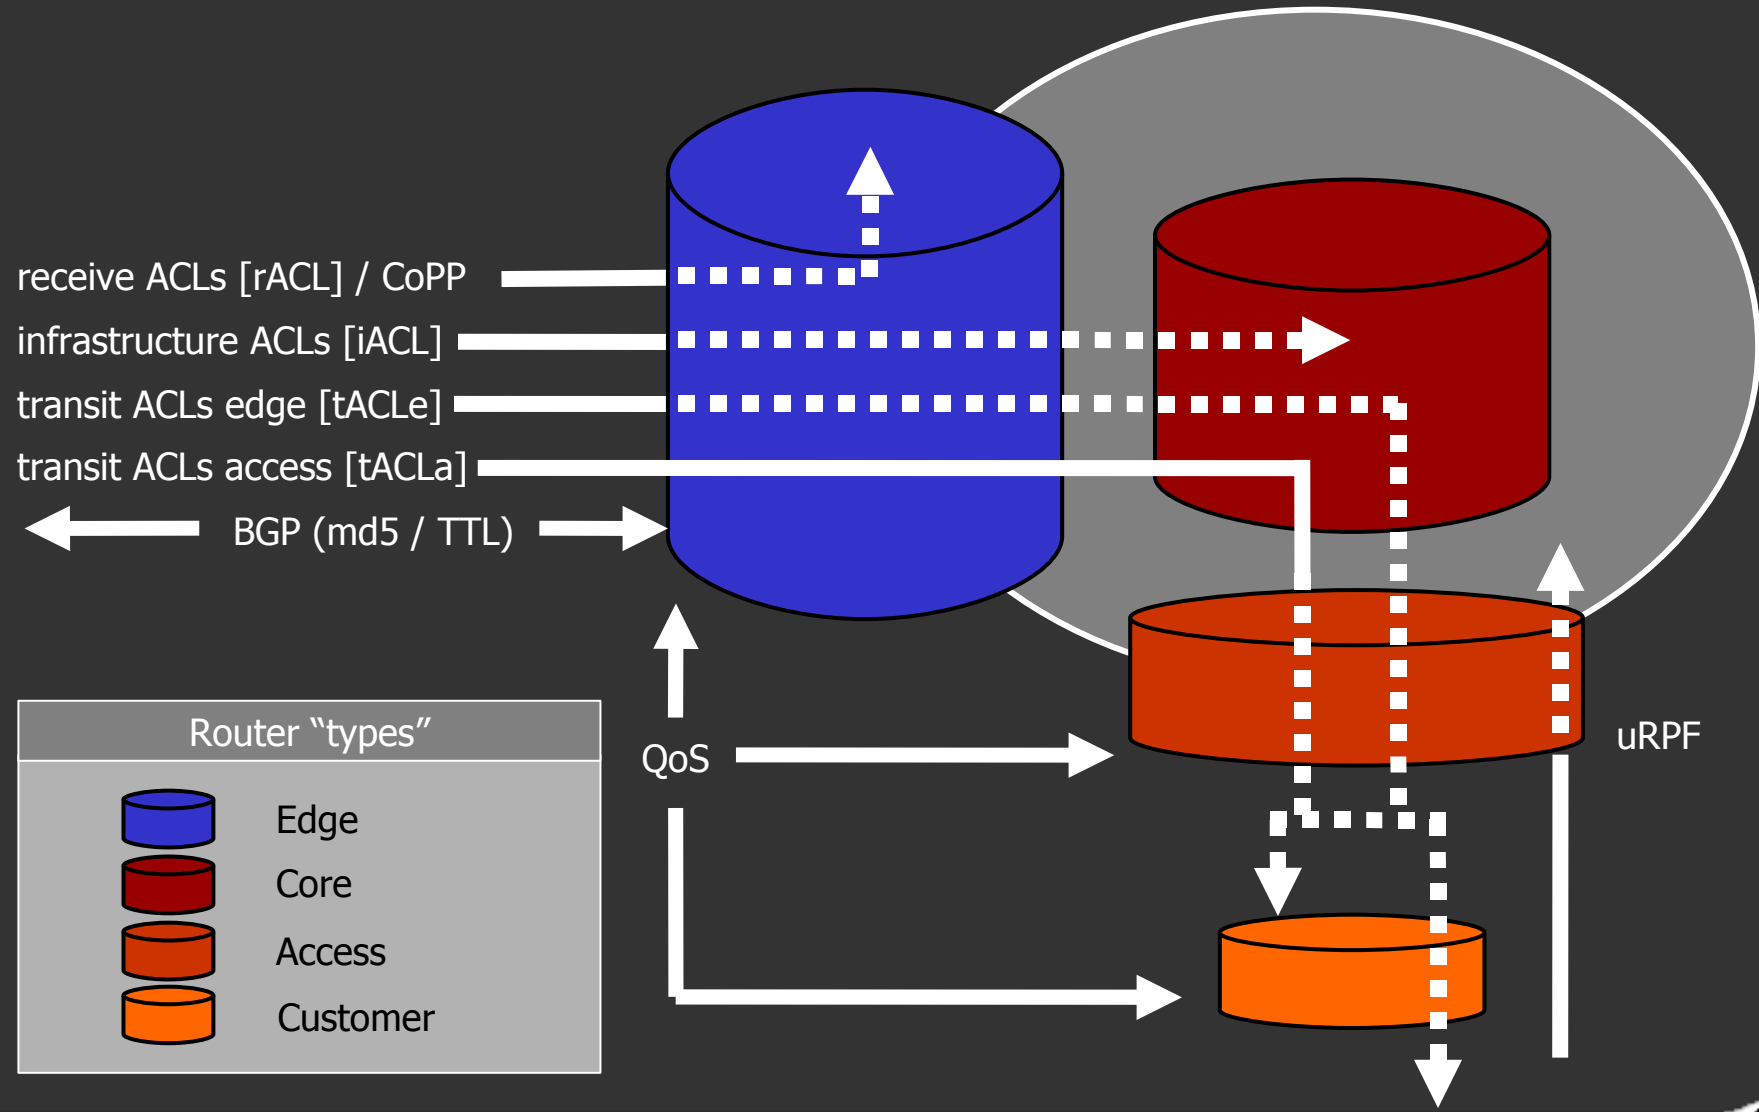 receive ACLs [rACL] / CoPP
infrastructure ACLs [iACL]
transit ACLs edge [tACLe]
transit ACLs access [tACLa]
BGP (md5 / TTL)
Router “types”
QoS
uRPF
Edge
Core
Access
Customer